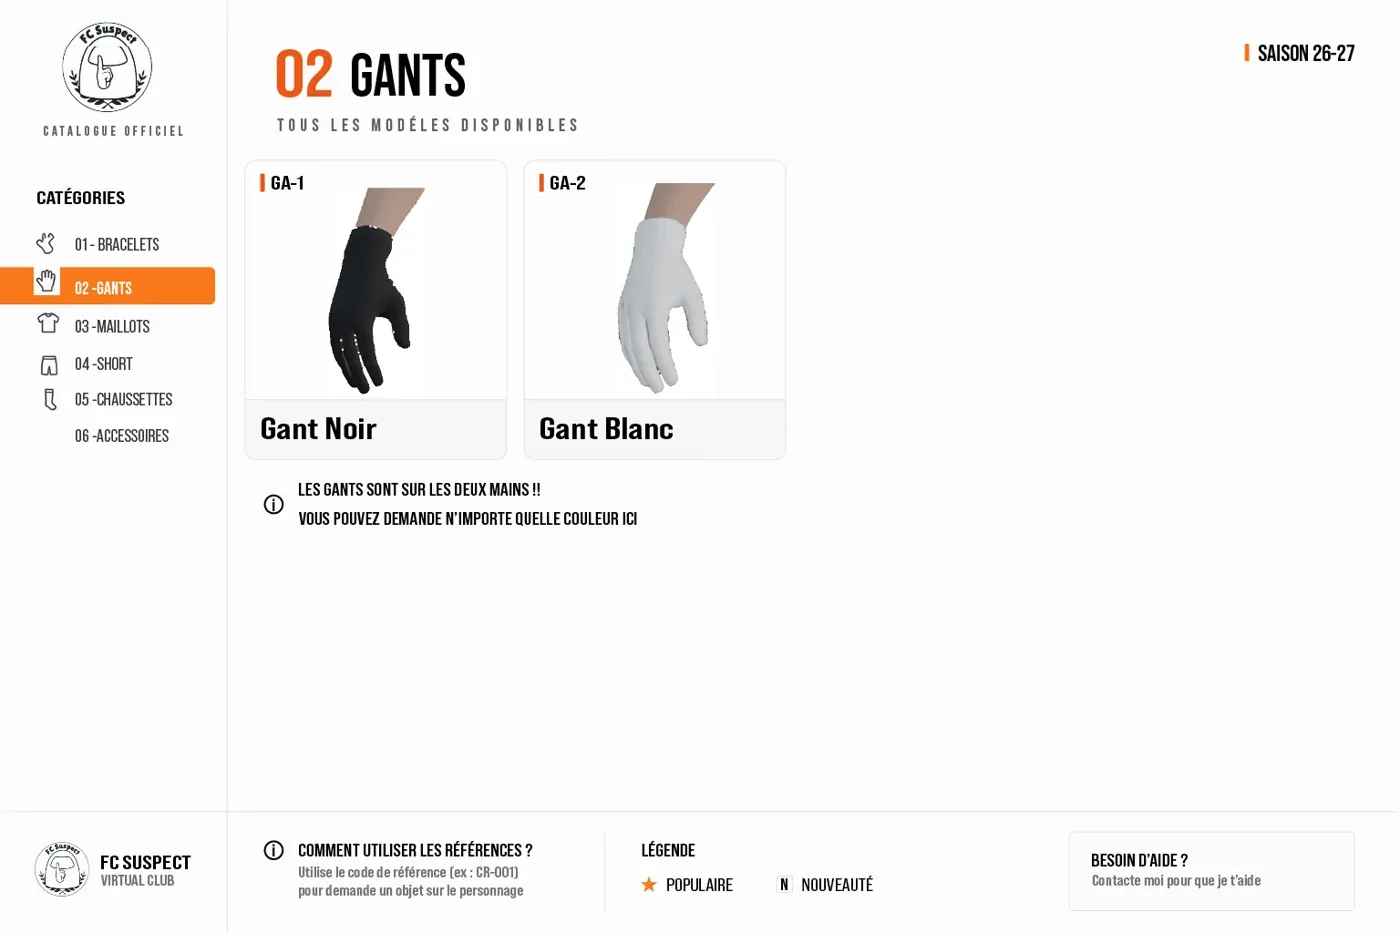 FC Suspect
CATALOGUE OFFICIEL
CATÉGORIES
01- BRACELETS
02 -GANTS
03 -MAILLOTS
04 -SHORT
05 -CHAUSSETTES
06 -ACCESSOIRES
02 GANTS
TOUS LES MODÉLES DISPONIBLES
SAISON 26-27
GA-1
Gant Noir
GA-2
Gant Blanc
LES GANTS SONT SUR LES DEUX MAINS !!
VOUS POUVEZ DEMANDE N'IMPORTE QUELLE COULEUR ICI
FC Suspect
FC SUSPECT
VIRTUAL CLUB
COMMENT UTILISER LES RÉFÉRENCES ?
Utilise le code de référence (ex : CR-001)
pour demande un objet sur le personnage
LÉGENDE
POPULAIRE
N NOUVEAUTÉ
BESOIN D'AIDE ?
Contacte moi pour que je t'aide